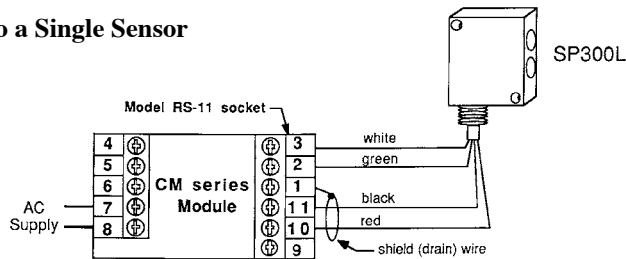 o a Single Sensor
SP300L
Model RS-11 socket
4
5
6
7
8
CM series
Module
3
2
1
11
10
9
white
green
black
red
AC
Supply
shield (drain) wire